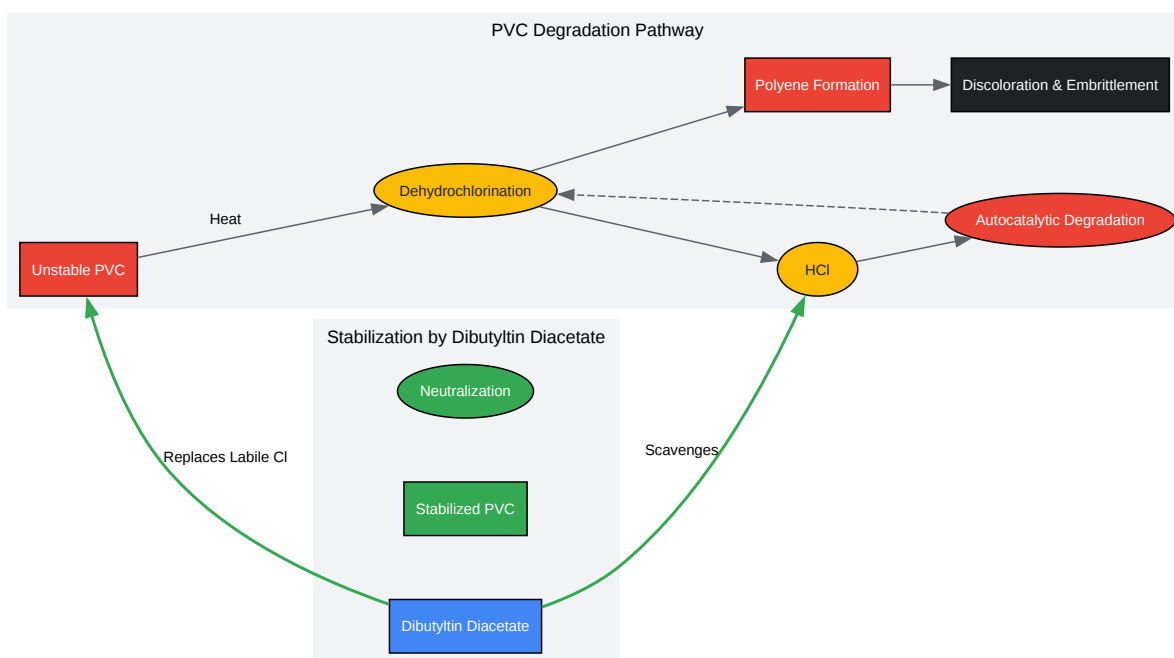 PVC Degradation Pathway
Polyene Formation
Discoloration & Embrittlement
Dehydrochlorination
Heat
Autocatalytic Degradation
Unstable PVC
HCl
Stabilization by Dibutyltin Diacetate
Neutralization
Replaces Labile Cl
Scavenges
Stabilized PVC
Dibutyltin Diacetate